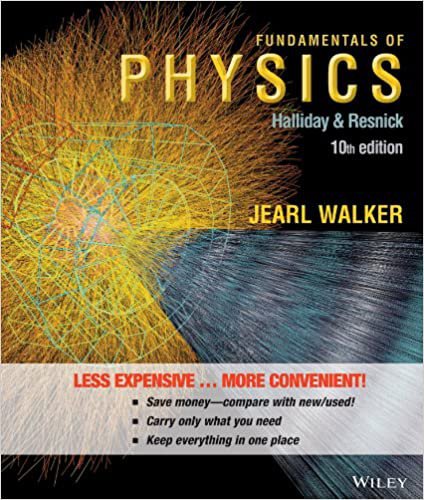 FUNDAMENTALS OF
PHYSICS
Halliday & Resnick
10th edition
JEARL WALKER
LESS EXPENSIVE ... MORE CONVENIENT!
▪ Save money—compare with new/used!
▪ Carry only what you need
▪ Keep everything in one place
WILEY